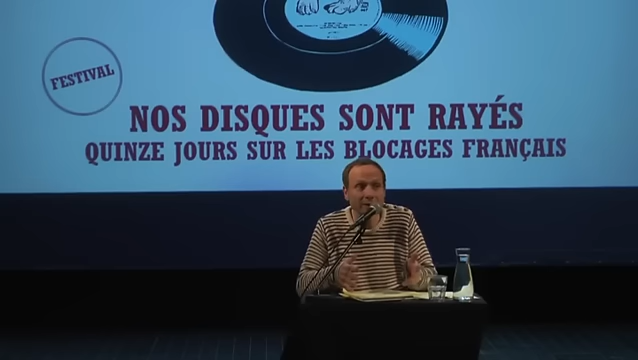 FESTIVAL
NOS DISQUES SONT RAYÉS
QUINZE JOURS SUR LES BLOCAGES FRANÇAIS